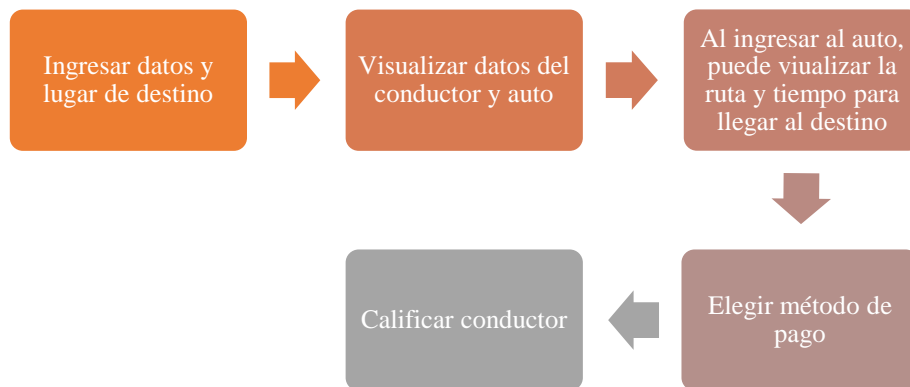 Ingresar datos y
lugar de destino
Visualizar datos del
conductor y auto
Al ingresar al auto,
puede viualizar la
ruta y tiempo para
llegar al destino
Elegir método de
pago
Calificar conductor